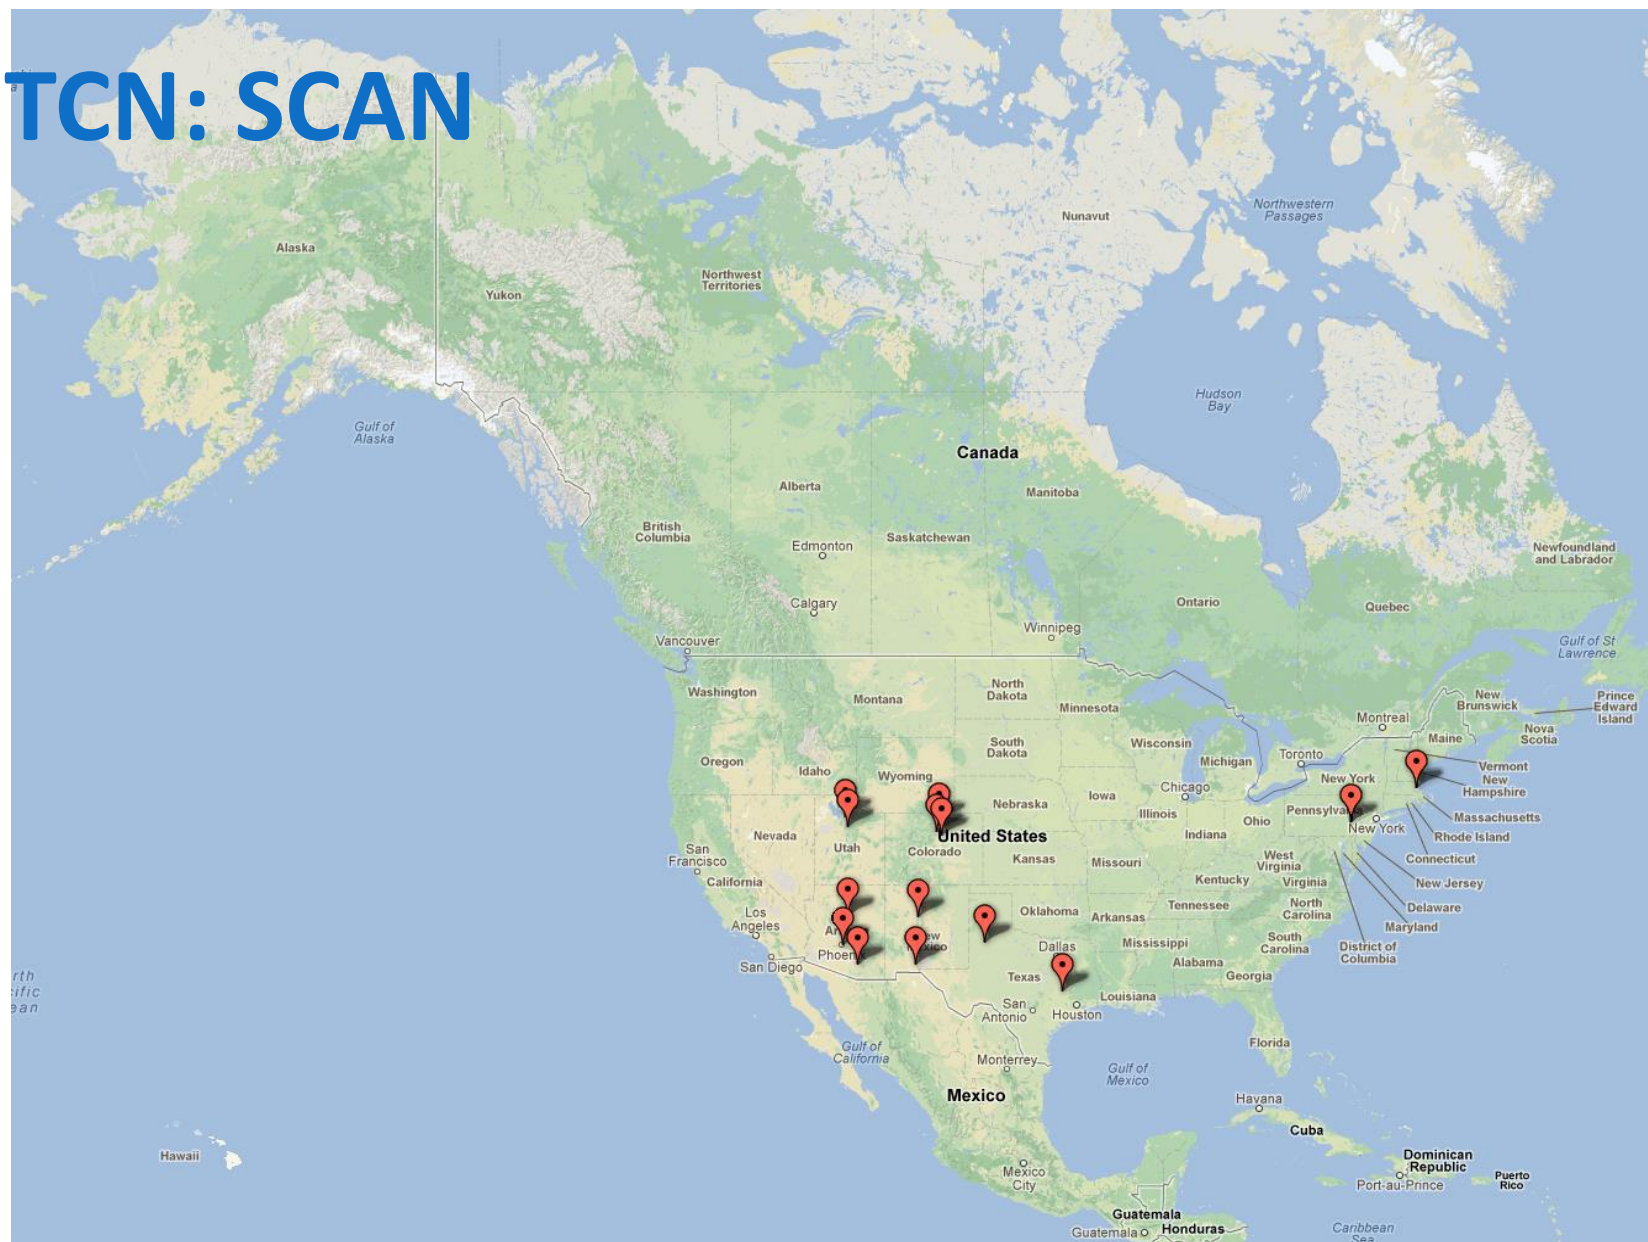 TCN: SCAN
Nunavut
Northwestern
Passages
Alaska
Northwest
Territories
Yukon
Hudson
Bay
Gulf of
Alaska
Canada
Alberta
Manitoba
British
Columbia
Edmonton
Saskatchewan
Newfoundland
and Labrador
Calgary
Ontario
Quebec
Winnipeg
Vancouver
Gulf of St
Lawrence
Washington
Montana
North
Dakota
Minnesota
New
Brunswick
Prince
Edward
Island
Montreal
Nova
Scotia
Maine
South
Dakota
Wisconsin
Oregon
Idaho
Wyoming
Michigan
Toronto
Vermont
New York
New
Hampshire
Chicago
Iowa
Nebraska
Illinois
Ohio
Pennsylvania
Massachusetts
New York
Rhode Island
Nevada
Utah
United States
Indiana
Colorado
Kansas
Missouri
West
Virginia
Connecticut
San
Francisco
California
Kentucky
Virginia
New Jersey
Los
Angeles
Oklahoma
Arkansas
Tennessee
North
Carolina
Delaware
Maryland
Phoenix
Dallas
Mississippi
South
Carolina
District of
Columbia
San Diego
Texas
Alabama
Georgia
rth
ific
ean
San
Antonio
Louisiana
Houston
Gulf of
California
Monterrey
Florida
Gulf of
Mexico
Mexico
Havana
Cuba
Hawaii
Mexico
City
Dominican
Republic
Port-au-Prince
Puerto
Rico
Guatemala
Guatemala
Honduras
Caribbean
Sea